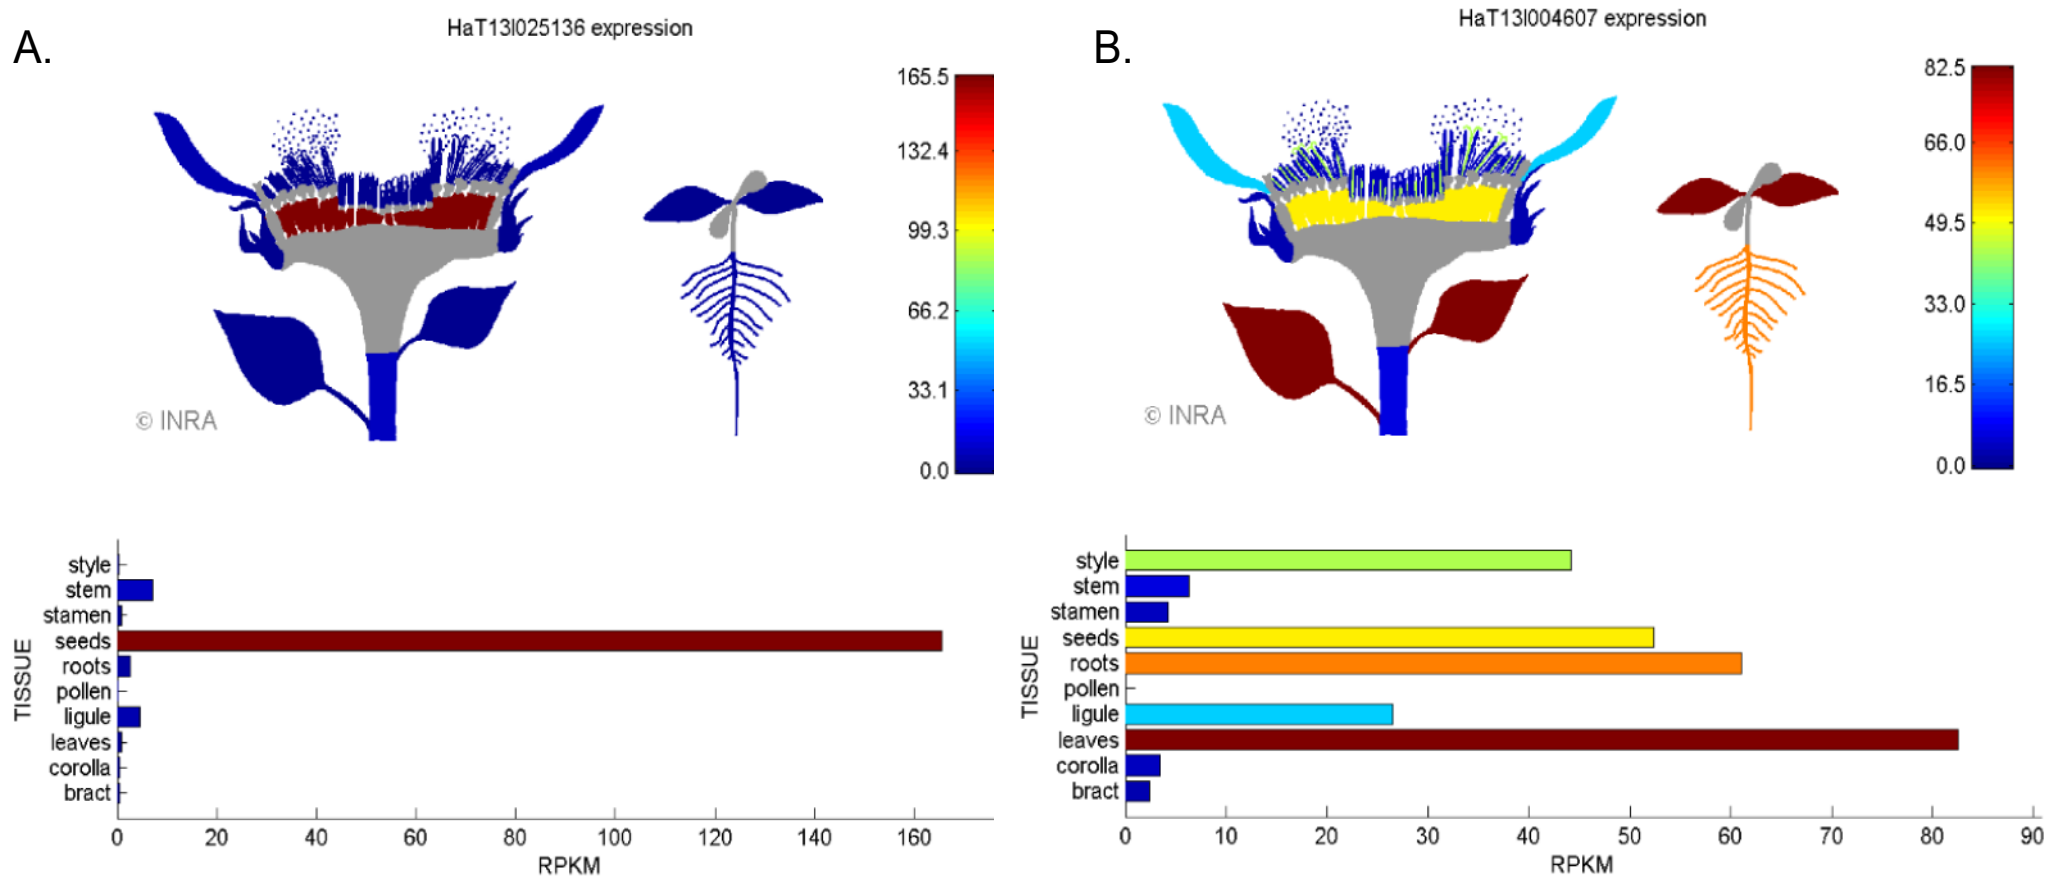 A.
HaT13l025136 expression
165.5
132.4
99.3
66.2
33.1
0.0
© INRA
TISSUE
style
stem
stamen
seeds
roots
pollen
ligule
leaves
corolla
bract
0 20 40 60 80 100 120 140 160
RPKM
B.
HaT13l004607 expression
82.5
66.0
49.5
33.0
16.5
0.0
© INRA
TISSUE
style
stem
stamen
seeds
roots
pollen
ligule
leaves
corolla
bract
0 10 20 30 40 50 60 70 80 90
RPKM